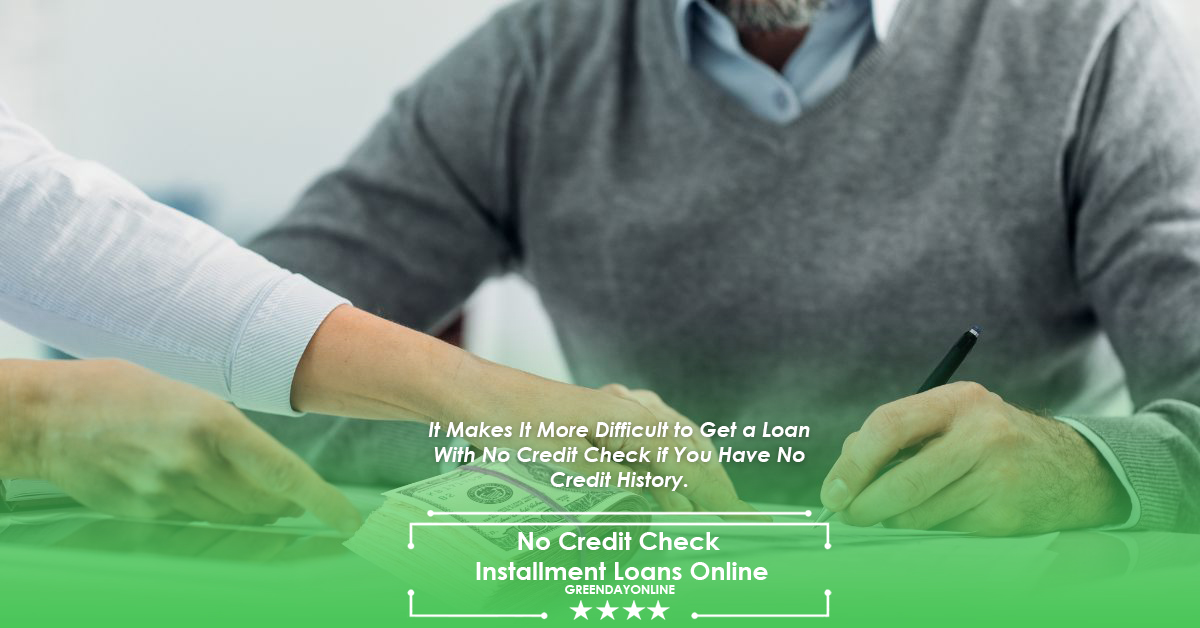 It Makes It More Difficult to Get a Loan
With No Credit Check if You Have No
Credit History.
No Credit Check
Installment Loans Online
GREENDAYONLINE